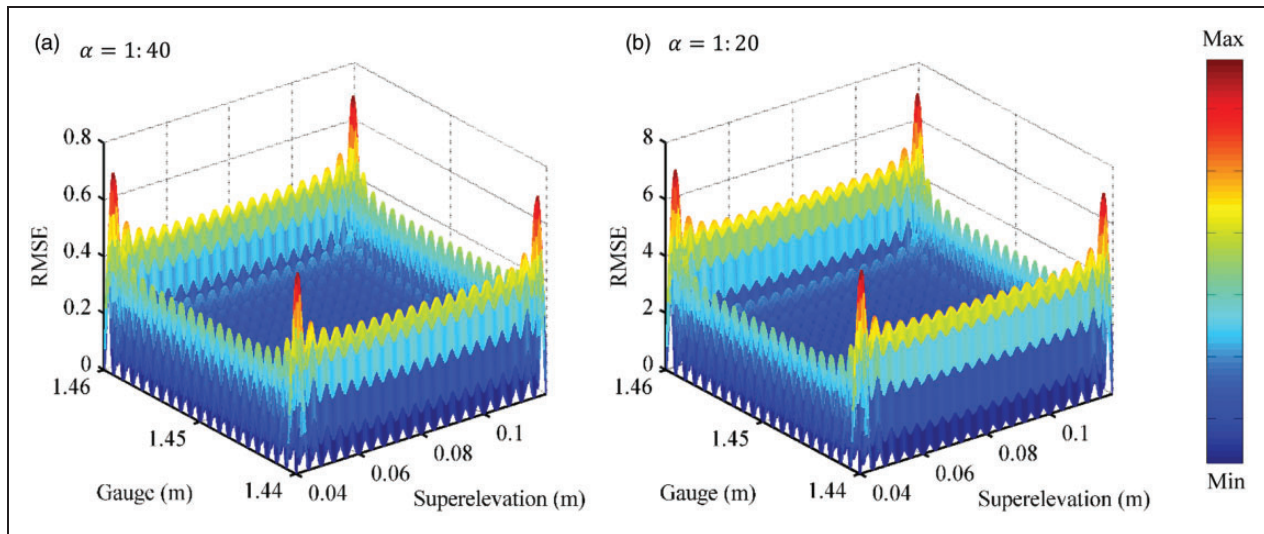 (a) α = 1:40
0.8
0.6
0.4
0.2
0
RMSE
1.46
1.45
1.44
Gauge (m)
0.04
0.06
0.08
0.1
Superelevation (m)
(b) α = 1:20
8
6
4
2
0
RMSE
1.46
1.45
1.44
Gauge (m)
0.04
0.06
0.08
0.1
Superelevation (m)
Max
Min